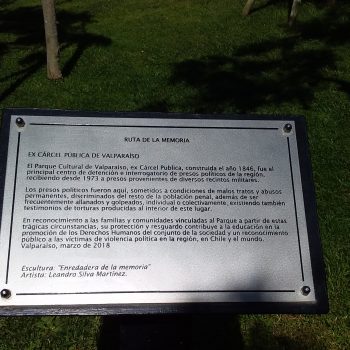 RUTA DE LA MEMORIA
EX CÁRCEL PÚBLICA DE VALPARAÍSO
El Parque Cultural de Valparaíso, ex Cárcel Pública, construida el año 1846, fue el
principal centro de detención e interrogatorio de presos políticos de la región,
recibiendo desde 1973 a presos provenientes de diversos recintos militares.
Los presos políticos fueron aquí, sometidos a condiciones de malos tratos y abusos
permanentes, discriminados del resto de la población penal, además de ser
frecuentemente allanados y golpeados, individual o colectivamente, existiendo también
testimonios de torturas producidas al interior de este lugar.
En reconocimiento a las familias y comunidades vinculadas al Parque a partir de estas
trágicas circunstancias, su protección y resguardo contribuye a la educación en la
promoción de los Derechos Humanos del conjunto de la sociedad y un reconocimiento
público a las víctimas de violencia política en la región, en Chile y el mundo.
Valparaíso, marzo de 2018
Escultura: "Enredadera de la memoria"
Artista: Leandro Silva Martínez.